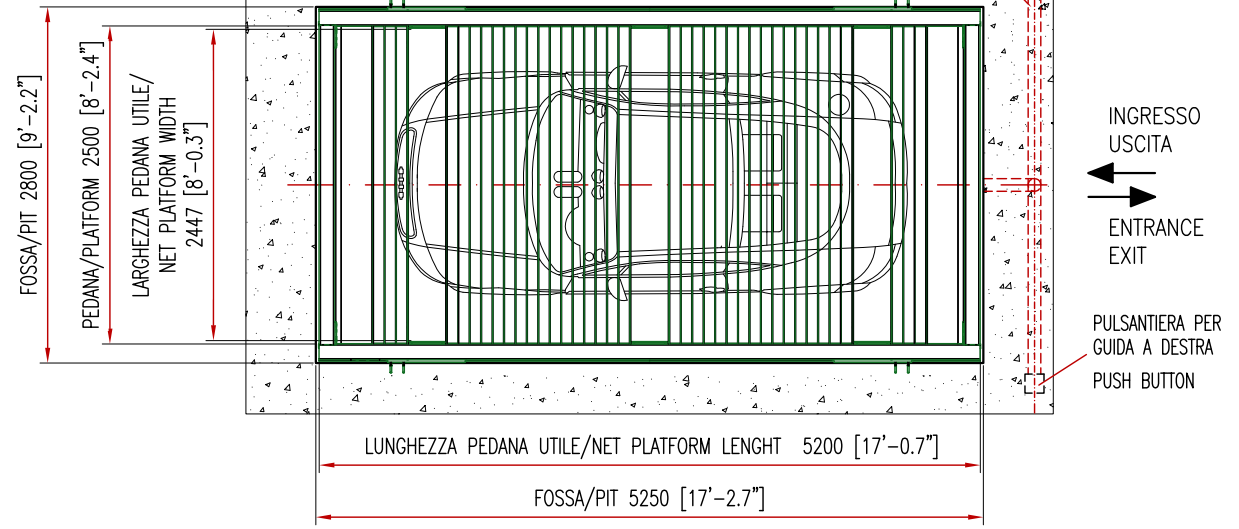 FOSSA/PIT 2800 [9'-2.2"]
PEDANA/PLATFORM 2500 [8'-2.4"]
LARGHEZZA PEDANA UTILE/
NET PLATFORM WIDTH
2447 [8'-0.3"]
INGRESSO
USCITA
ENTRANCE
EXIT
PULSANTIERA PER
GUIDA A DESTRA
PUSH BUTTON
LUNGHEZZA PEDANA UTILE/NET PLATFORM LENGHT 5200 [17'-0.7"]
FOSSA/PIT 5250 [17'-2.7"]